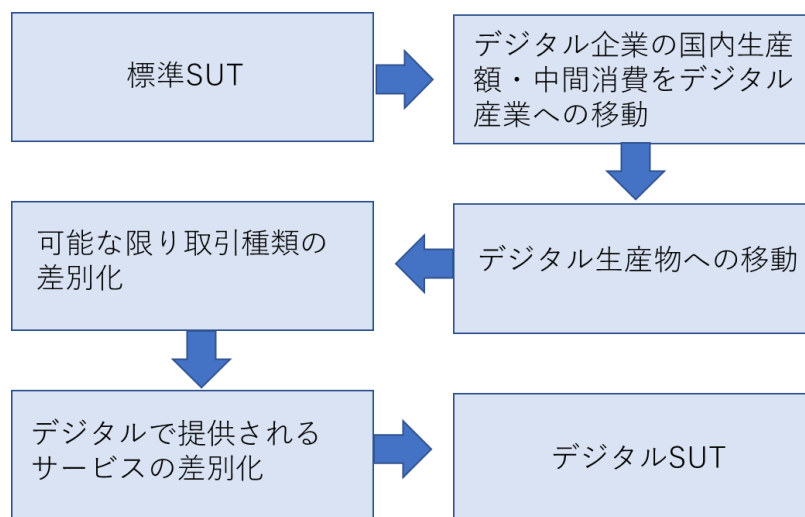 標準SUT
デジタル企業の国内生産
額・中間消費をデジタル
産業への移動
デジタル生産物への移動
可能な限り取引種類の
差別化
デジタルで提供される
サービスの差別化
デジタルSUT